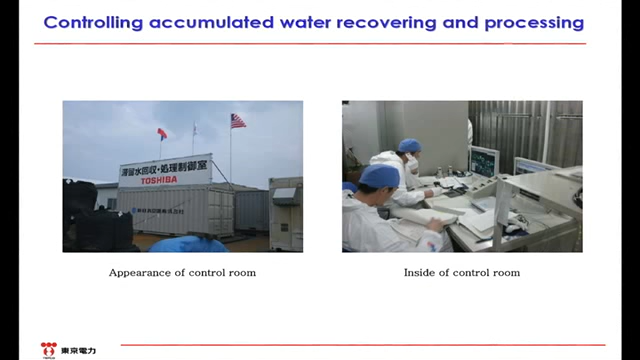 Controlling accumulated water recovering and processing
滞留水回収・処理制御室
TOSHIBA
Appearance of control room
Inside of control room
東京電力